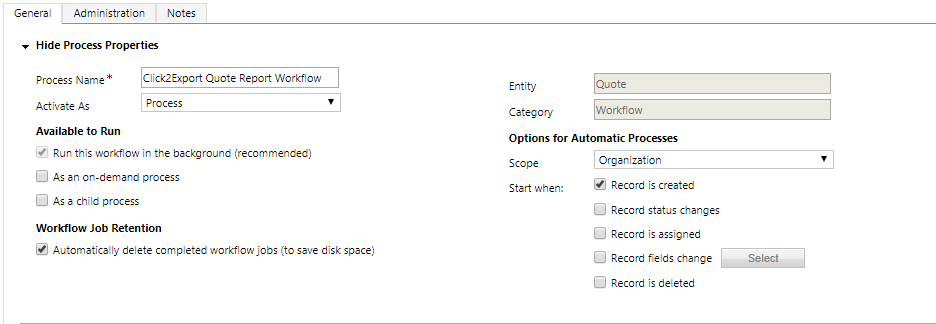 General Administration Notes
Hide Process Properties
Process Name * Click2Export Quote Report Workflow
Activate As Process
Available to Run
Run this workflow in the background (recommended)
As an on-demand process
As a child process
Workflow Job Retention
Automatically delete completed workflow jobs (to save disk space)
Entity Quote
Category Workflow
Options for Automatic Processes
Scope Organization
Start when: Record is created
Record status changes
Record is assigned
Record fields change Select
Record is deleted